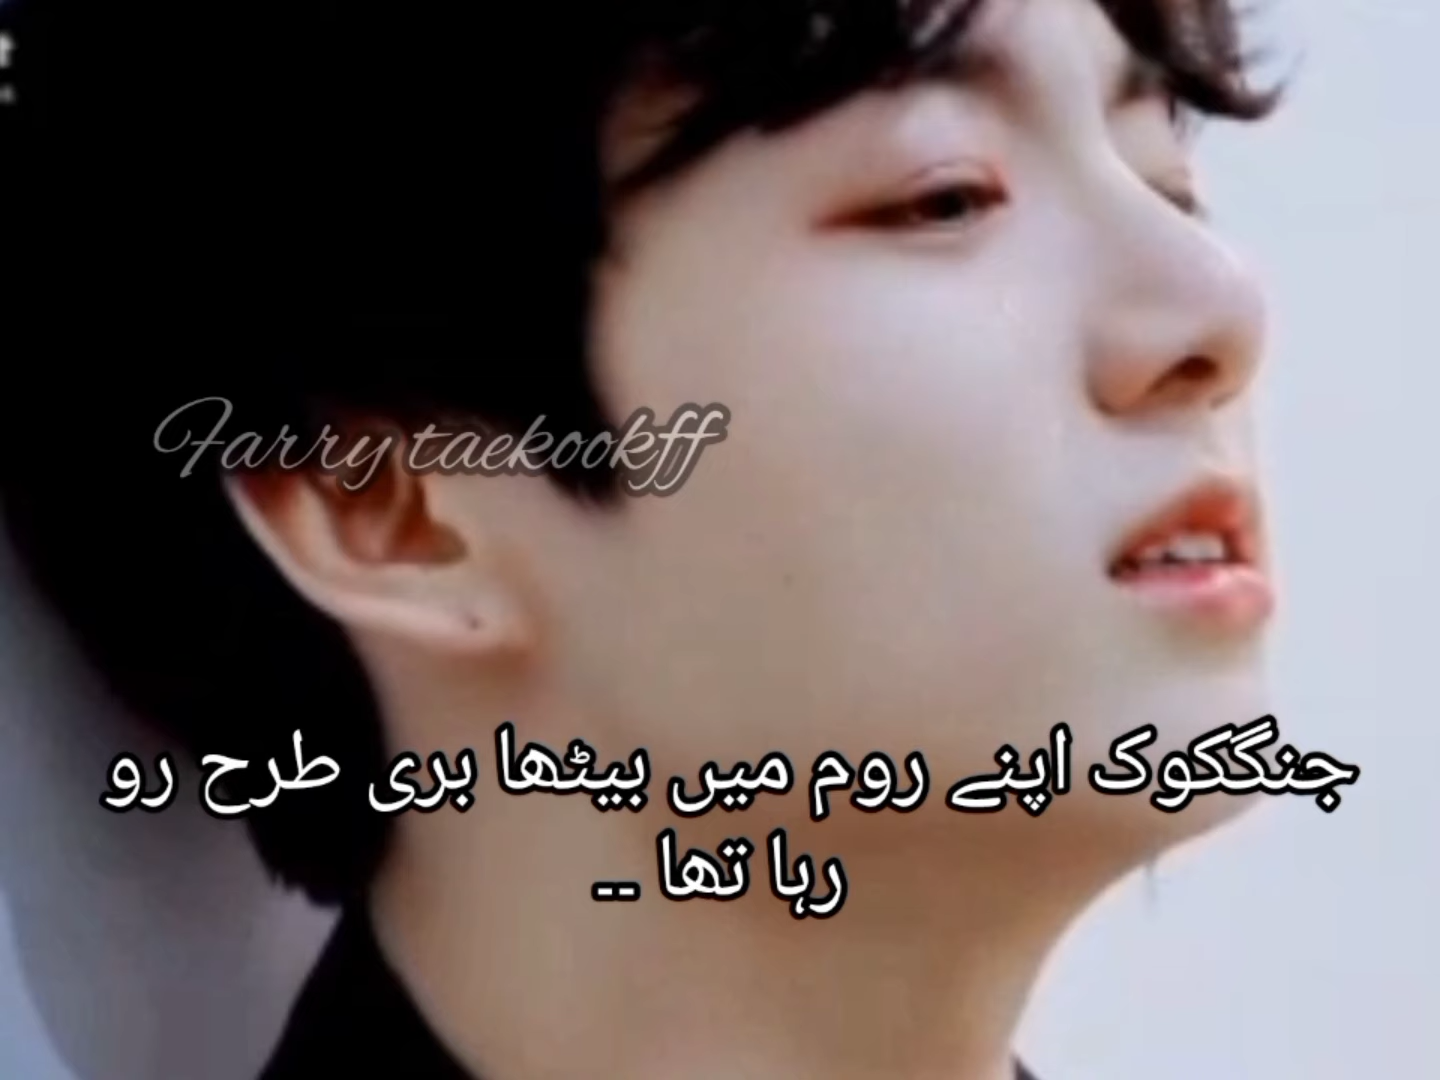 Farry taekookff
جنگکوک اپنے روم میں بیٹھا بری طرح رو
رہا تھا --